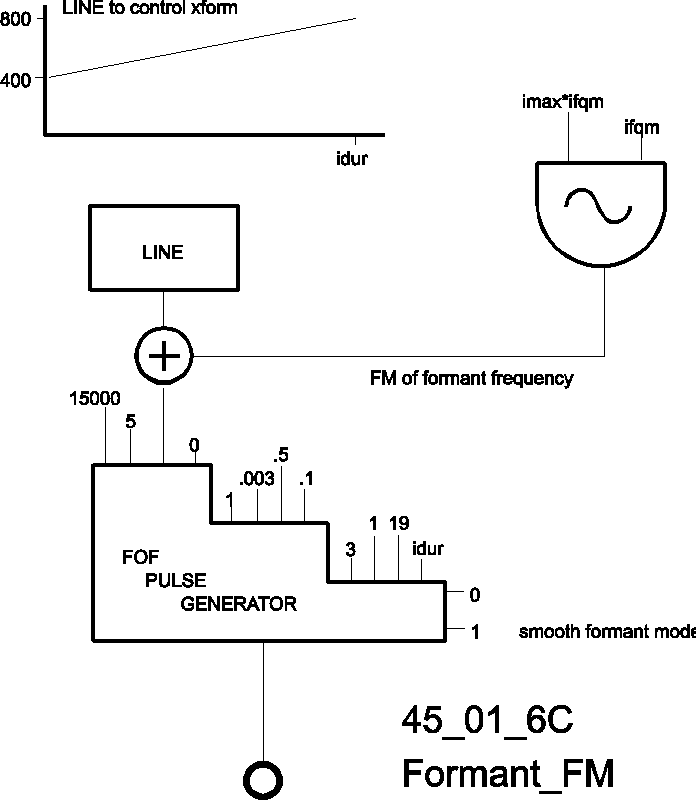 LINE to control xform
800
400
idur
imax*ifqm
ifqm
LINE
FM of formant frequency
15000
5
0
1
.003
.5
.1
3
1
19
idur
FOF
PULSE
GENERATOR
0
1
smooth formant mode
45_01_6C
Formant_FM